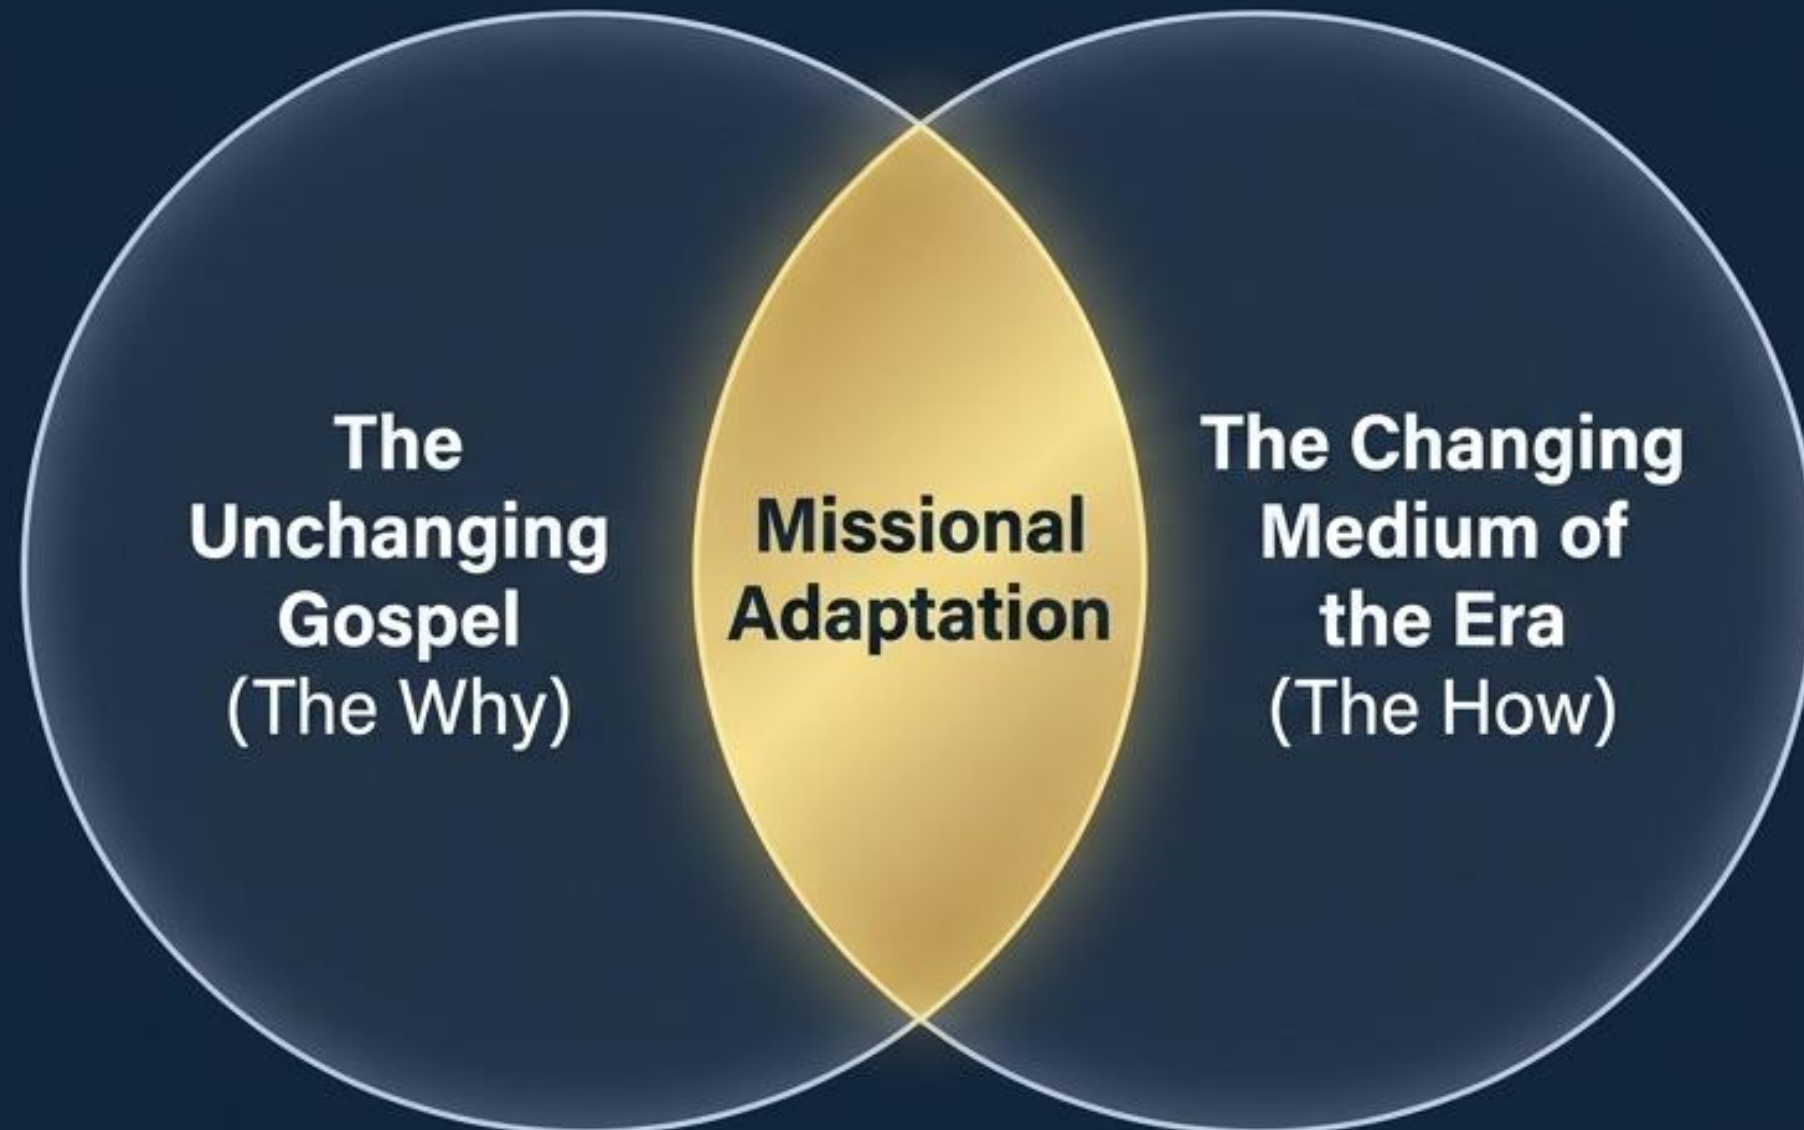 The
Unchanging
Gospel
(The Why)
Missional
Adaptation
The Changing
Medium of
the Era
(The How)